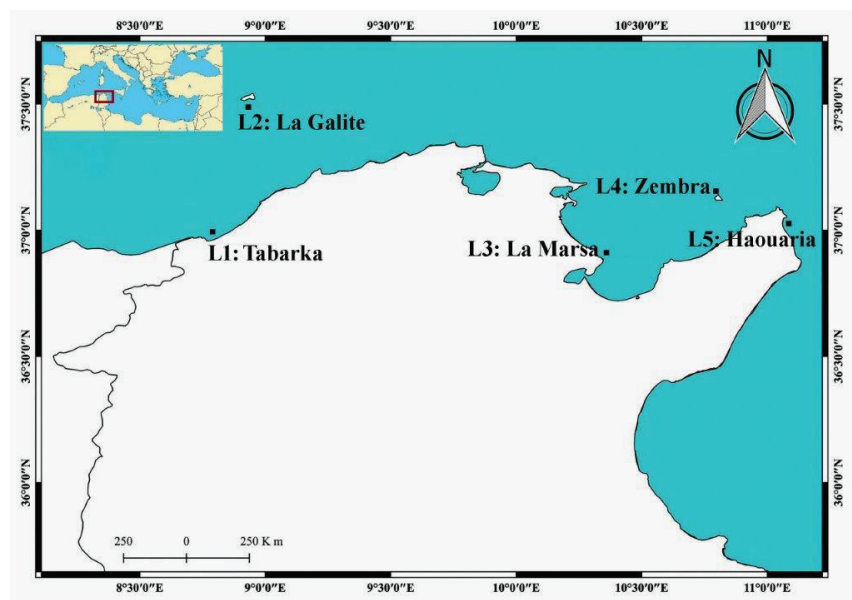 8°30'0"E 9°0'0"E 9°30'0"E 10°0'0"E 10°30'0"E 11°0'0"E
N
37°30'0"N 37°30'0"N
L2: La Galite
L4: Zembra
37°0'0"N 37°0'0"N
L1: Tabarka
L3: La Marsa
L5: Haouaria
36°30'0"N 36°30'0"N
36°0'0"N 36°0'0"N
250 0 250 K m
8°30'0"E 9°0'0"E 9°30'0"E 10°0'0"E 10°30'0"E 11°0'0"E